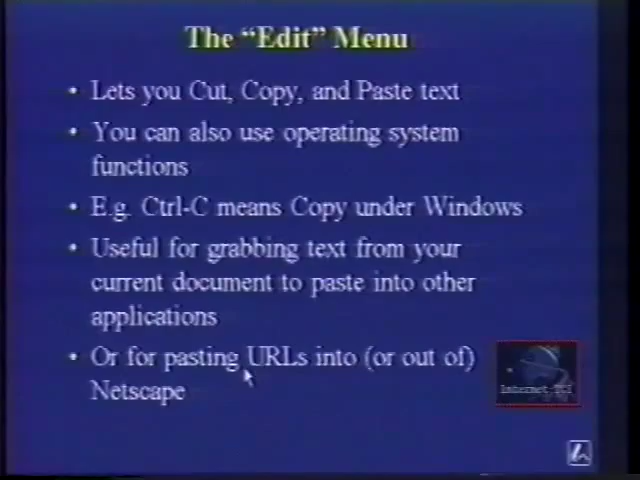 The “Edit” Menu
• Lets you Cut, Copy, and Paste text
• You can also use operating system
functions
• E.g. Ctrl-C means Copy under Windows
• Useful for grabbing text from your
current document to paste into other
applications
• Or for pasting URLs into (or out of)
Netscape
Internet